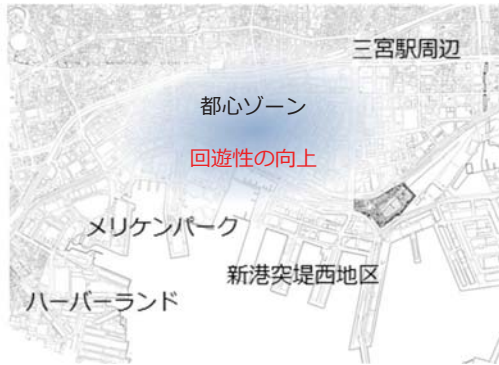 三宮駅周辺
都心ゾーン
回遊性の向上
メリケンパーク
新港突堤西地区
ハーバーランド